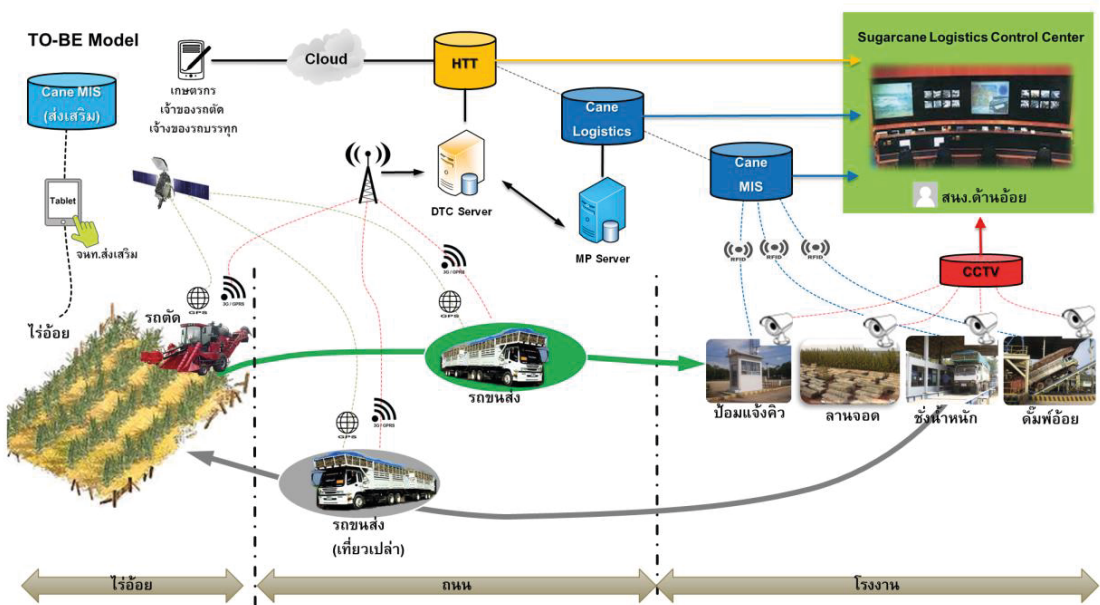 TO-BE Model
Cane MIS
(ส่งเสริม)
Tablet
จนท.ส่งเสริม
ไร่อ้อย
เกษตรกร
เจ้าของรถตัด
เจ้างของรถบรรทุก
Cloud
HTT
Cane
Logistics
Cane
MIS
DTC Server
MP Server
Sugarcane Logistics Control Center
สนง.ด้านอ้อย
RFID
RFID
RFID
CCTV
รถตัด
GPS
3G / GPRS
GPS
3G / GPRS
รถขนส่ง
GPS
3G / GPRS
รถขนส่ง
(เที่ยวเปล่า)
ป้อมแจ้งคิว
ลานจอด
ชั่งน้ำหนัก
ดั๊มพ์อ้อย
ไร่อ้อย
ถนน
โรงงาน